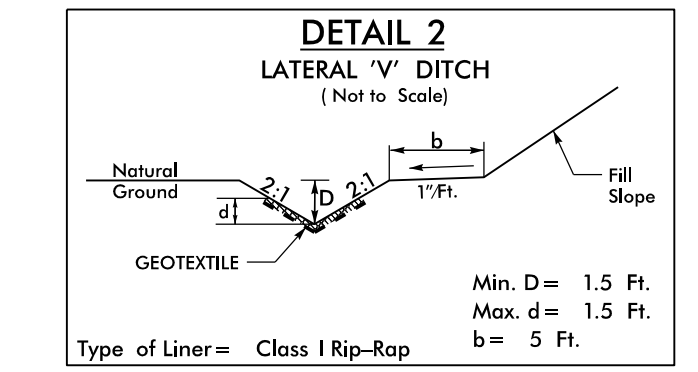 DETAIL 2
LATERAL 'V' DITCH
( Not to Scale)
b
Natural
Ground
2:1
D
2:1
1"/Ft.
Fill
Slope
d
GEOTEXTILE
Min. D = 1.5 Ft.
Max. d = 1.5 Ft.
b = 5 Ft.
Type of Liner = Class I Rip-Rap